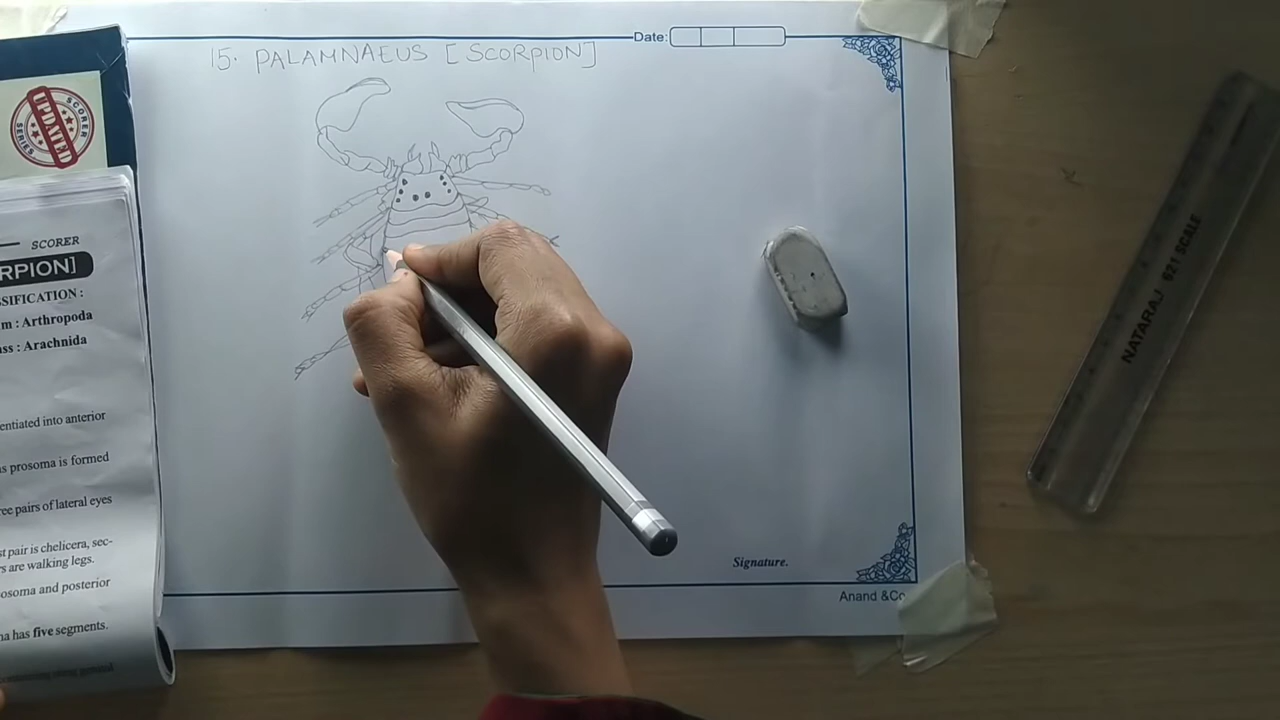 Date:
15. PALAMNAEUS [SCORPION]
UPDATED
SCORER
SERIES
SCORER
RPION]
SSIFICATION :
m : Arthropoda
ass : Arachnida
entiated into anterior
as prosoma is formed
ree pairs of lateral eyes
st pair is chelicera, sec-
rs are walking legs.
osoma and posterior
na has five segments.
NATARAJ 621 SCALE
Signature.
Anand & Co